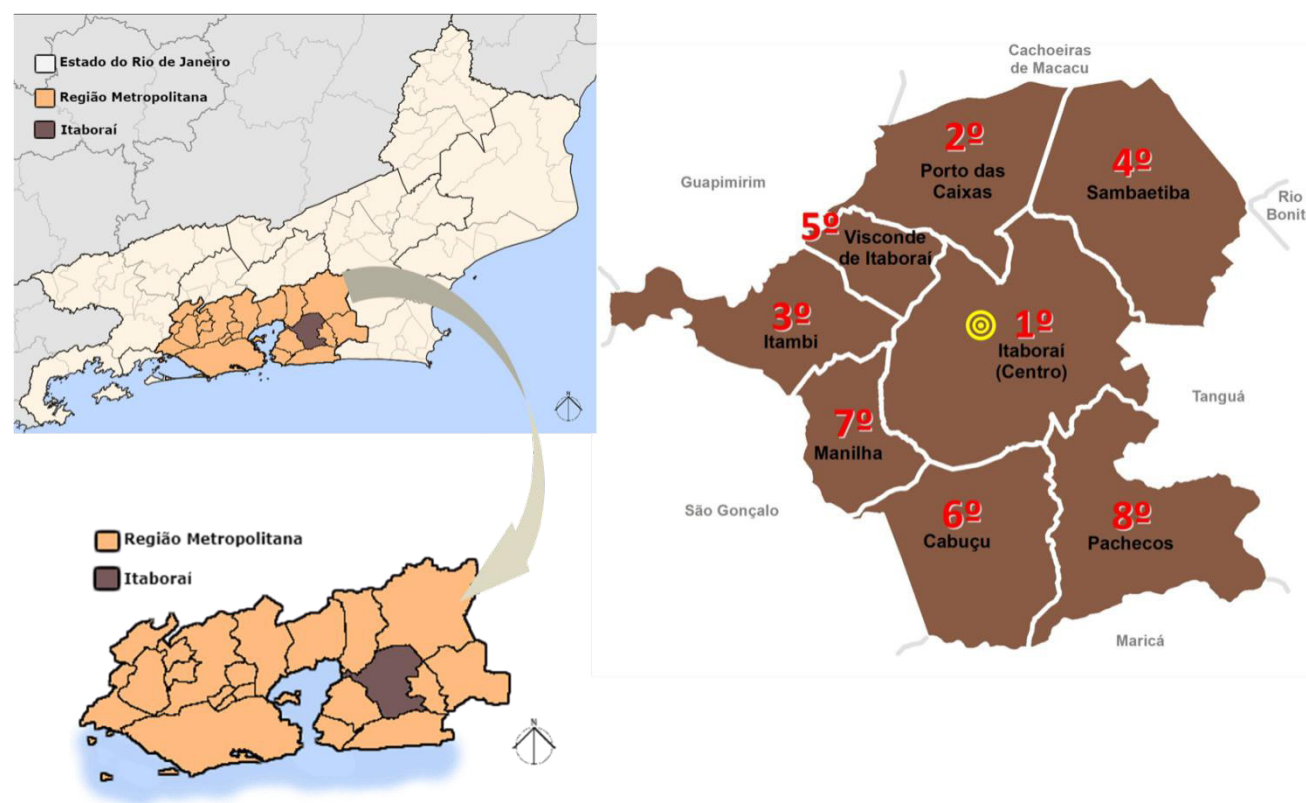 Estado do Rio de Janeiro
Região Metropolitana
Itaboraí
N
Região Metropolitana
Itaboraí
N
Cachoeiras
de Macacu
Guapimirim
2º
Porto das
Caixas
4º
Sambaetiba
Rio
Bonit
5º
Visconde
de Itaboraí
3º
Itambi
1º
Itaboraí
(Centro)
Tanguá
7º
Manilha
São Gonçalo
6º
Cabuçu
8º
Pachecos
Maricá